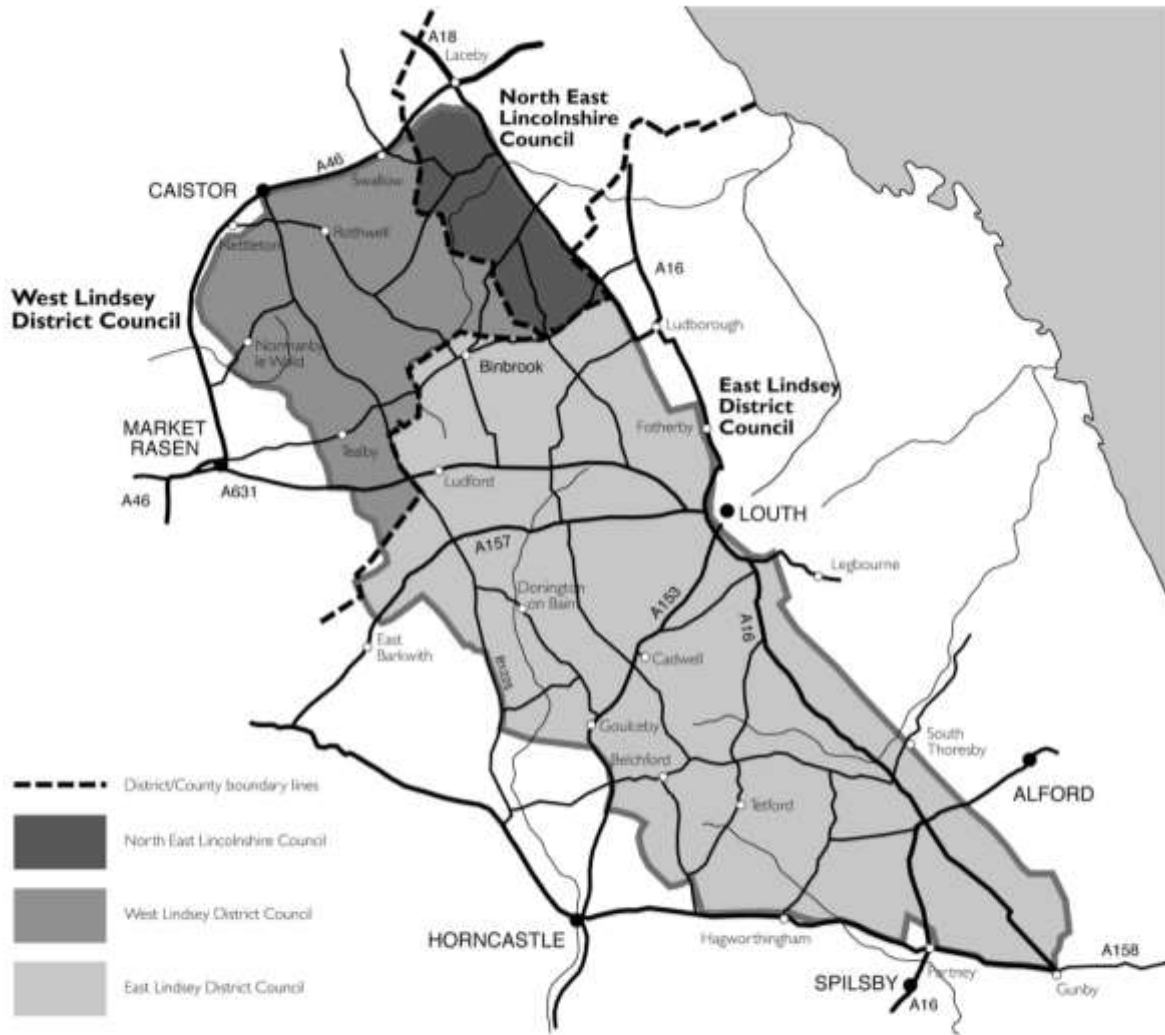 A18
Laceby
North East
Lincolnshire
Council
A46
Swallow
CAISTOR
Nettleton
Rothwell
West Lindsey
District Council
A16
Ludborough
Normanby
le Wold
Binbrook
East Lindsey
District
Council
MARKET
RASEN
Fotherby
Tealby
A46
A631
Ludford
LOUTH
A157
Legbourne
Donington
on Bain
A153
A16
East
Barkwith
Cadwell
B1225
Goulceby
South
Thoresby
Belchford
District/County boundary lines
ALFORD
Tetford
North East Lincolnshire Council
West Lindsey District Council
HORNCASTLE
Hagworthingham
Partney
A158
SPILSBY
Gunby
East Lindsey District Council
A16